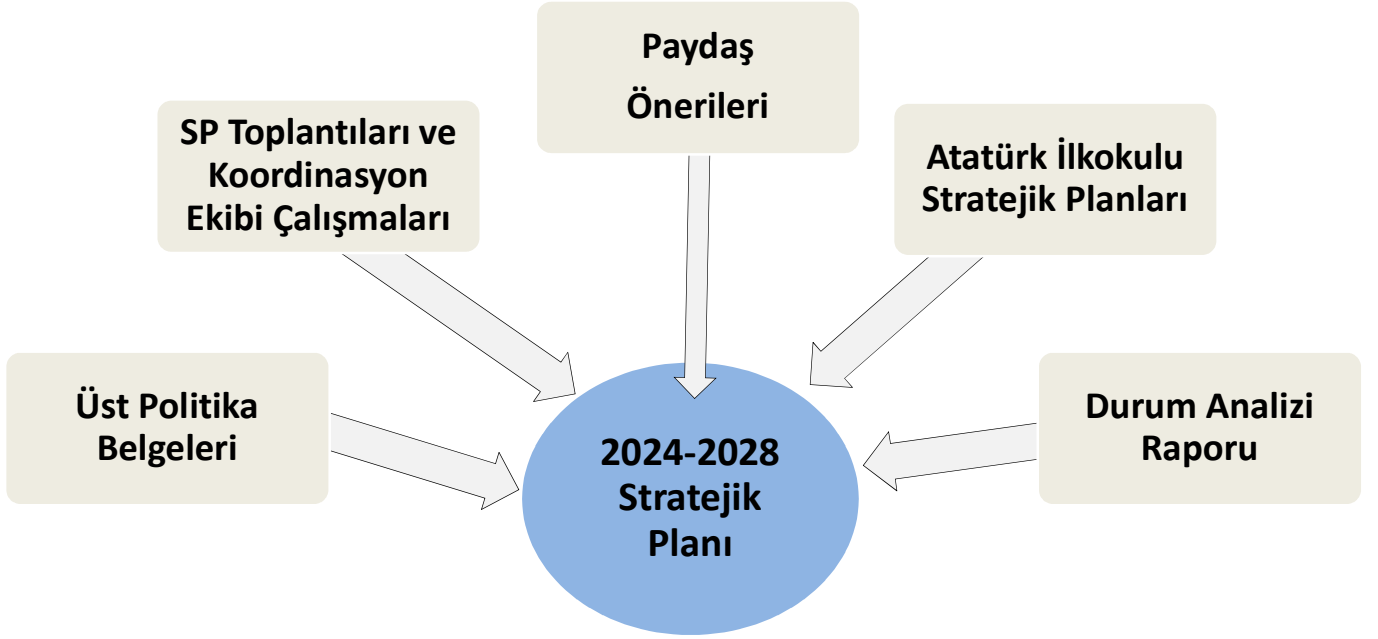 Paydaş
Önerileri
SP Toplantıları ve
Koordinasyon
Ekibi Çalışmaları
Atatürk İlkokulu
Stratejik Planları
Üst Politika
Belgeleri
Durum Analizi
Raporu
2024-2028
Stratejik
Planı